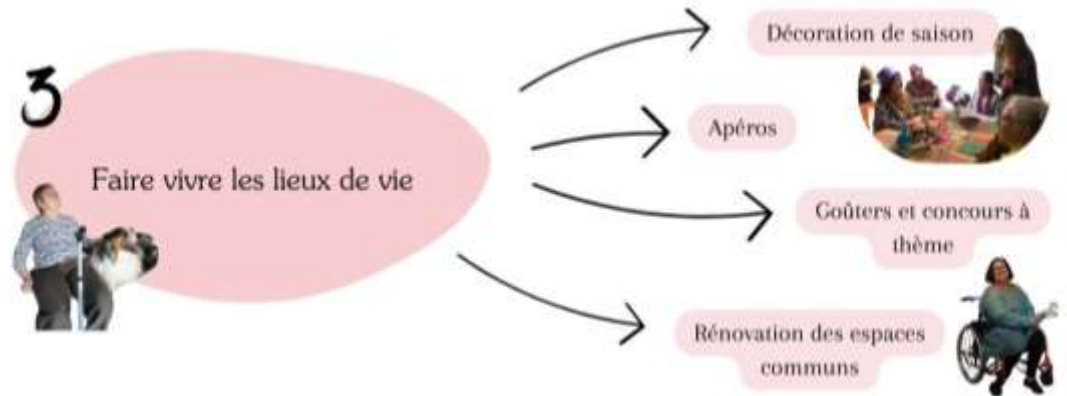 3
Faire vivre les lieux de vie
Décoration de saison
Apéros
Goûters et concours à
thème
Rénovation des espaces
communs